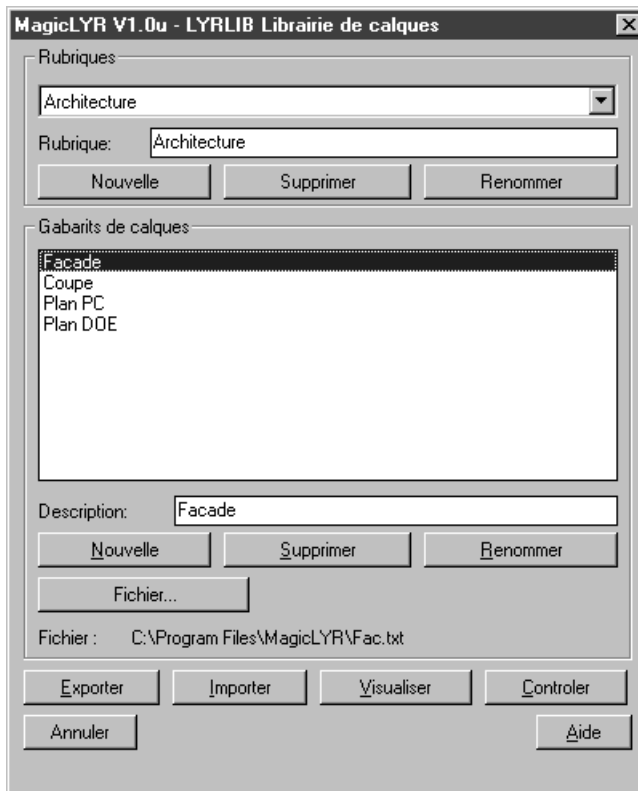 MagicLYR V1.0u - LYRLIB Librairie de calques
Rubriques
Architecture
Rubrique: Architecture
Nouvelle Supprimer Renommer
Gabarits de calques
Facade
Coupe
Plan PC
Plan DOE
Description: Facade
Nouvelle Supprimer Renommer
Fichier...
Fichier : C:\Program Files\MagicLYR\Fac.txt
Exporter Importer Visualiser Controler
Annuler Aide